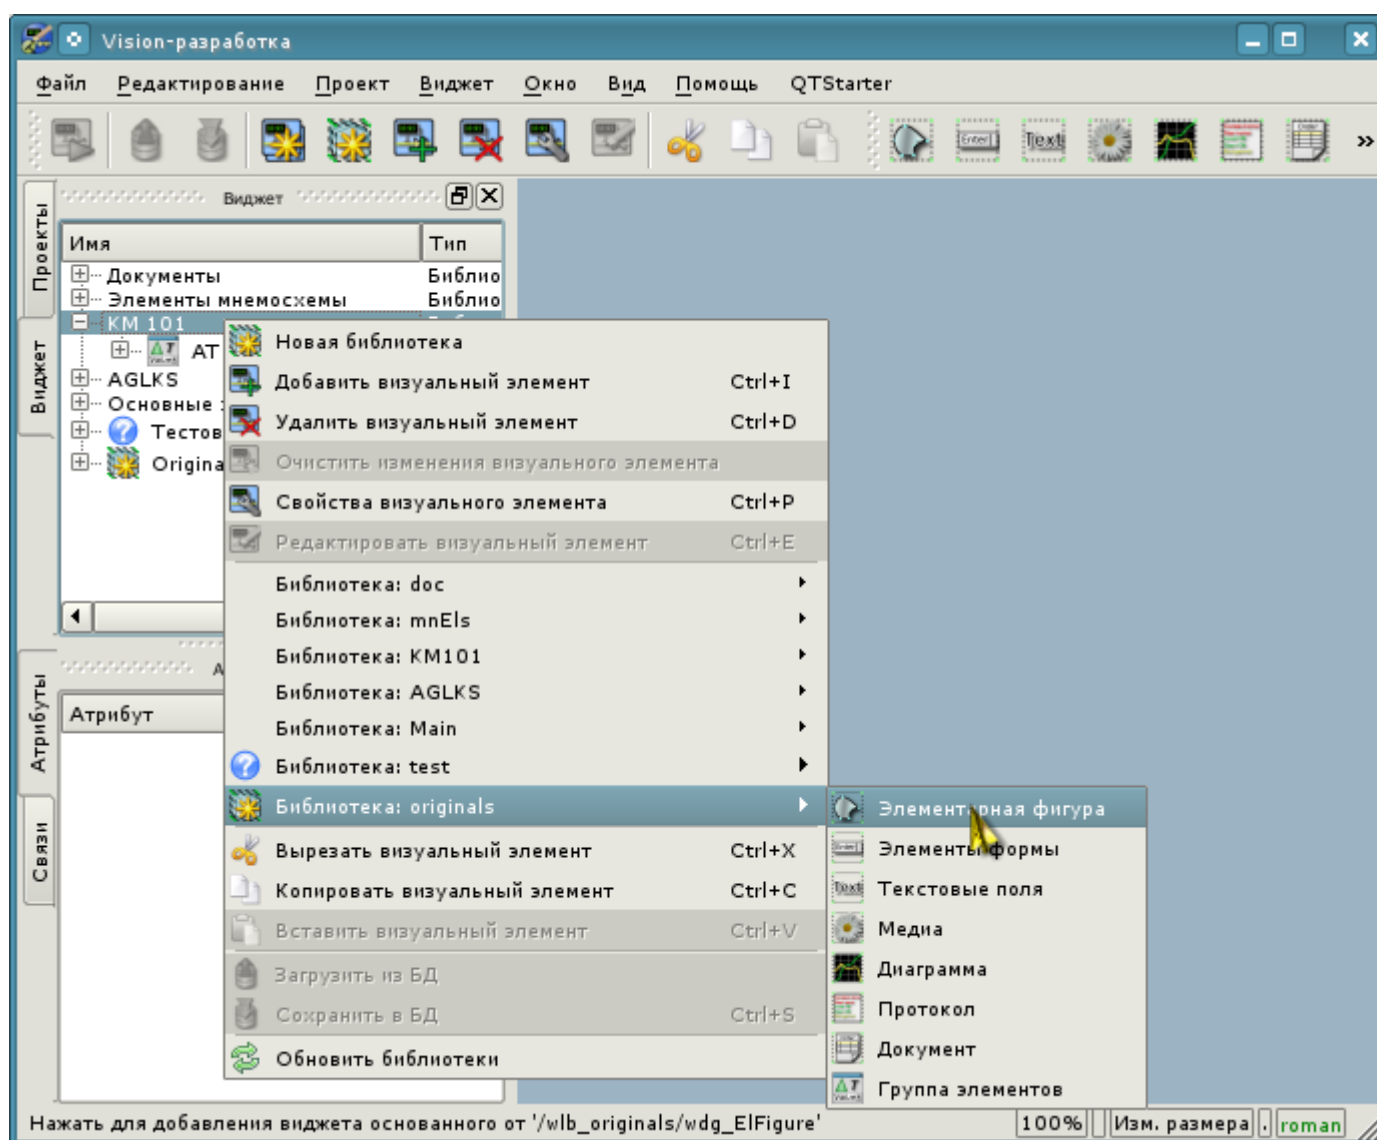 Vision-разработка
Файл Редактирование Проект Виджет Окно Вид Помощь QTStarter
Enter Text »
Проекты
Виджет
Виджет
Имя Тип
Документы Библио
Элементы мнемосхемы Библио
КМ 101
АТ
AGLKS
Основные
Тестов
Origina
Новая библиотека
Добавить визуальный элемент Ctrl+I
Удалить визуальный элемент Ctrl+D
Очистить изменения визуального элемента
Свойства визуального элемента Ctrl+P
Редактировать визуальный элемент Ctrl+E
Библиотека: doc
Библиотека: mnEls
Библиотека: KM101
Библиотека: AGLKS
Библиотека: Main
Библиотека: test
Библиотека: originals
Вырезать визуальный элемент Ctrl+X
Копировать визуальный элемент Ctrl+C
Вставить визуальный элемент Ctrl+V
Загрузить из БД
Сохранить в БД Ctrl+S
Обновить библиотеки
Атрибуты
Связи
А
Атрибут
Элементарная фигура
Элементы формы
Текстовые поля
Медиа
Диаграмма
Протокол
Документ
Группа элементов
Нажать для добавления виджета основанного от '/wlb_originals/wdg_ElFigure' 100% Изм. размера . roman